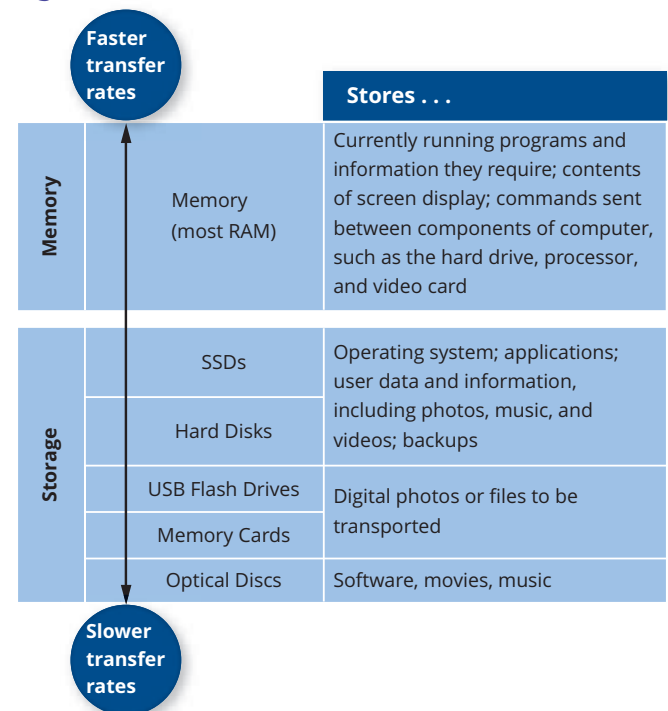 Faster
transfer
rates
Stores . . .
Memory
Memory
(most RAM)
Currently running programs and
information they require; contents
of screen display; commands sent
between components of computer,
such as the hard drive, processor,
and video card
Storage
SSDs
Hard Disks
Operating system; applications;
user data and information,
including photos, music, and
videos; backups
USB Flash Drives
Memory Cards
Digital photos or files to be
transported
Optical Discs
Software, movies, music
Slower
transfer
rates